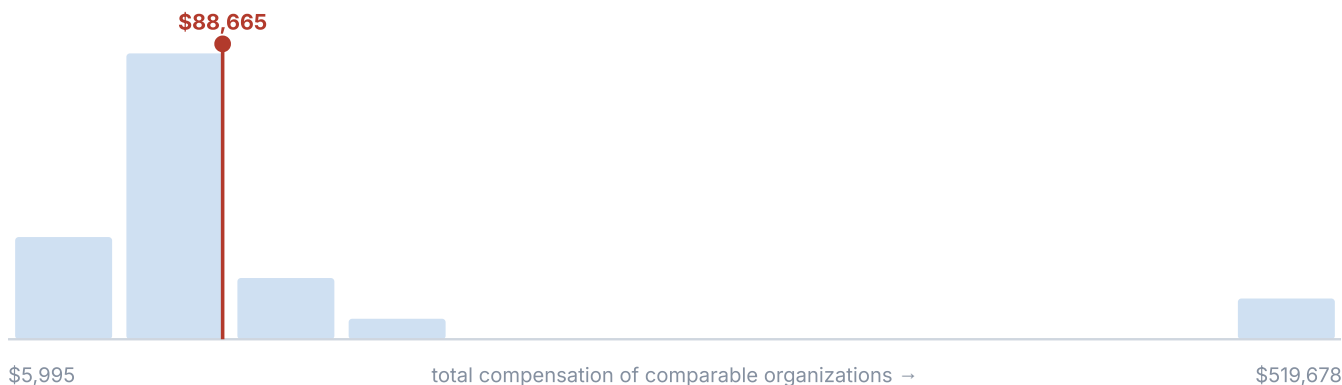 $88,665
$5,995 total compensation of comparable organizations → $519,678